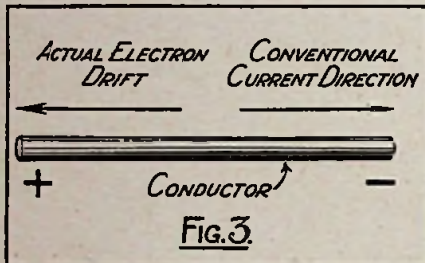 ACTUAL ELECTRON
DRIFT
CONVENTIONAL
CURRENT DIRECTION
+
CONDUCTOR
−
FIG. 3.